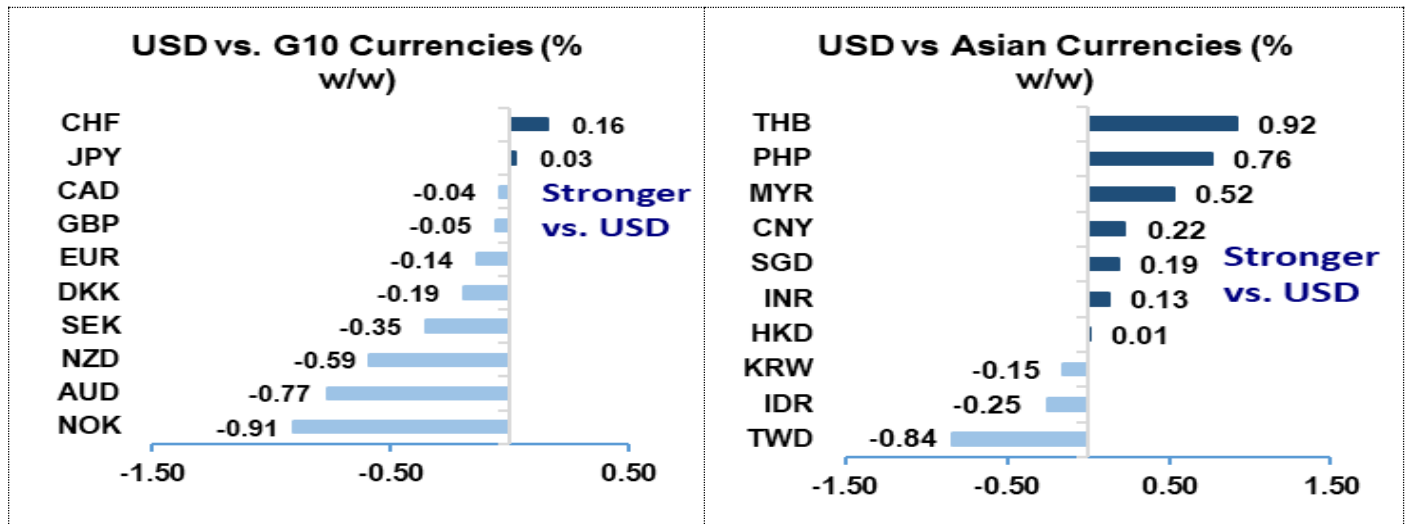 USD vs. G10 Currencies (%
w/w)
CHF 0.16
JPY 0.03
CAD -0.04
GBP -0.05
EUR -0.14
DKK -0.19
SEK -0.35
NZD -0.59
AUD -0.77
NOK -0.91
Stronger
vs. USD
-1.50 -0.50 0.50
USD vs Asian Currencies (%
w/w)
THB 0.92
PHP 0.76
MYR 0.52
CNY 0.22
SGD 0.19
INR 0.13
HKD 0.01
KRW -0.15
IDR -0.25
TWD -0.84
Stronger
vs. USD
-1.50 -0.50 0.50 1.50